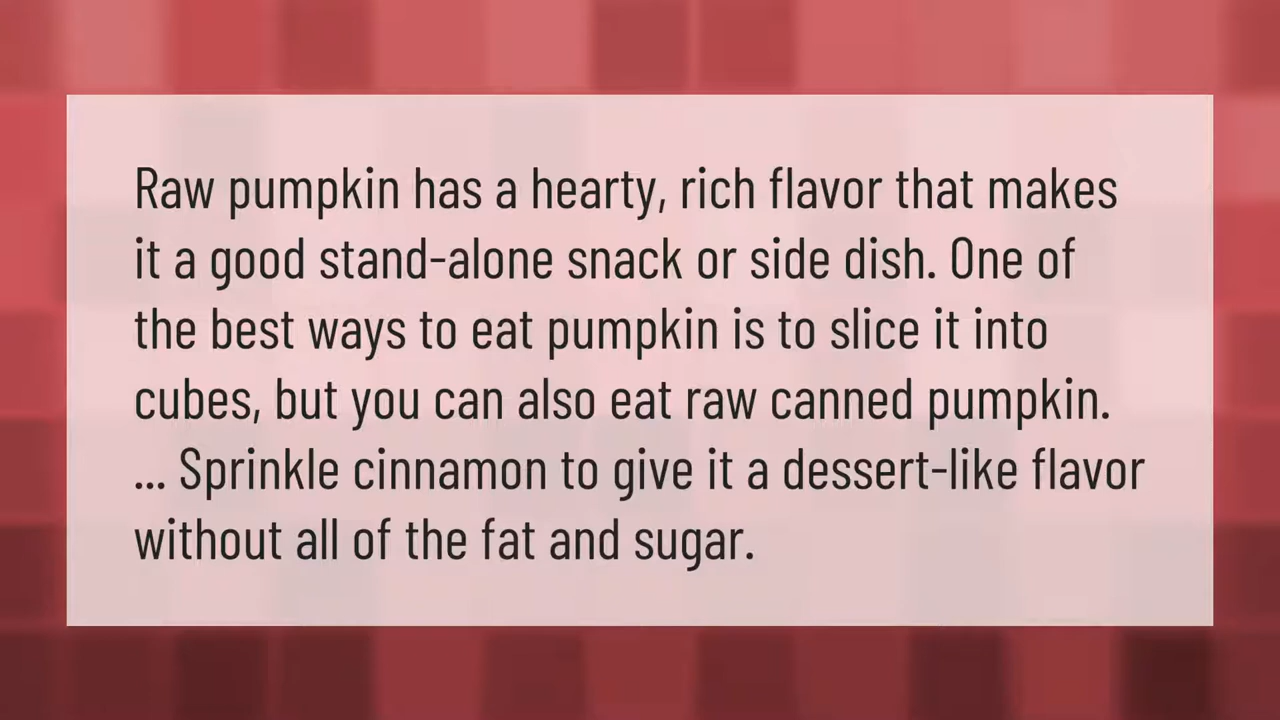 Raw pumpkin has a hearty, rich flavor that makes
it a good stand-alone snack or side dish. One of
the best ways to eat pumpkin is to slice it into
cubes, but you can also eat raw canned pumpkin.
... Sprinkle cinnamon to give it a dessert-like flavor
without all of the fat and sugar.